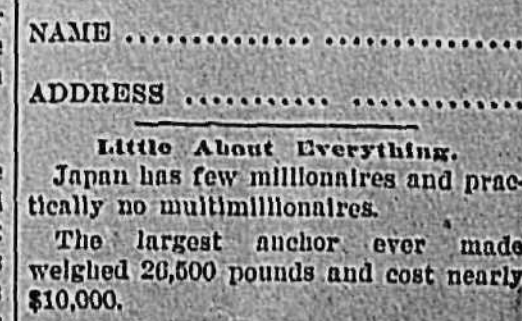 NAME .............. ..............
ADDRESS ........... ..............
Little About Everything.
Japan has few millionaires and prac-
tically no multimillionaires.
The largest anchor ever made
weighed 26,500 pounds and cost nearly
$10,000.